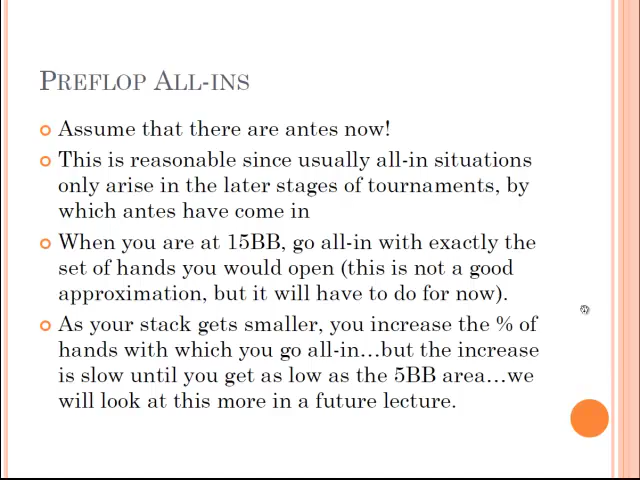 PREFLOP ALL-INS
Assume that there are antes now!
This is reasonable since usually all-in situations
only arise in the later stages of tournaments, by
which antes have come in
When you are at 15BB, go all-in with exactly the
set of hands you would open (this is not a good
approximation, but it will have to do for now).
As your stack gets smaller, you increase the % of
hands with which you go all-in…but the increase
is slow until you get as low as the 5BB area…we
will look at this more in a future lecture.